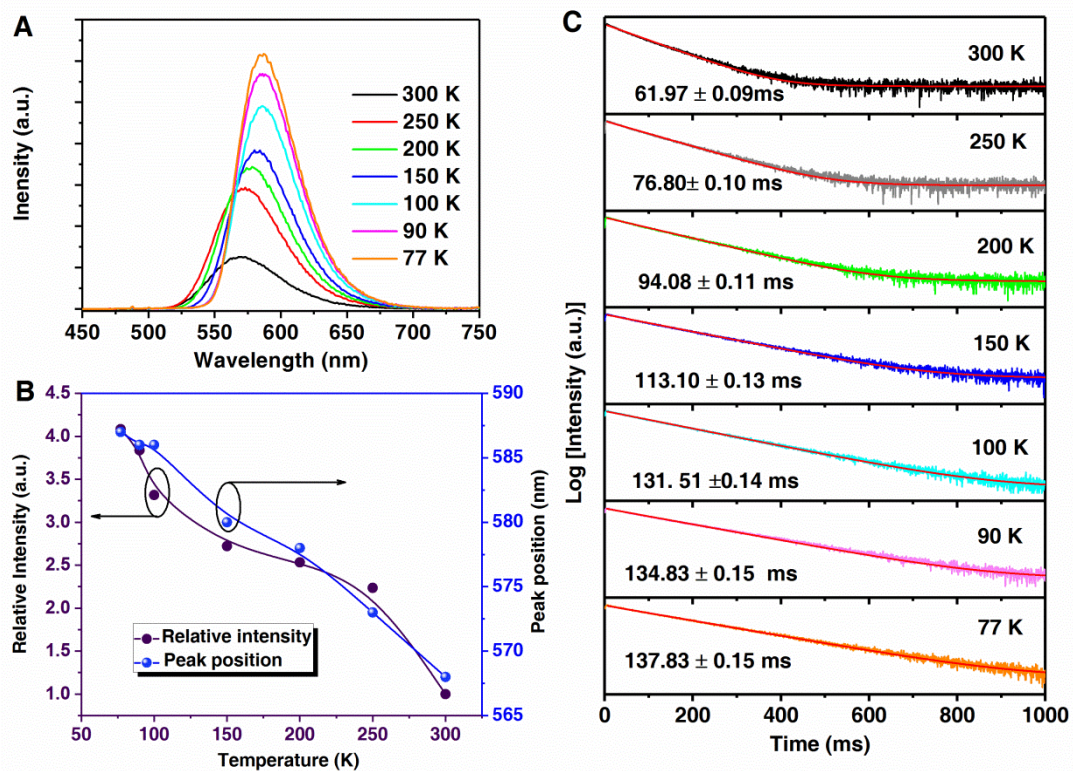 A
Inensity (a.u.)
300 K
250 K
200 K
150 K
100 K
90 K
77 K
450 500 550 600 650 700 750
Wavelength (nm)
B
4.5
4.0
3.5
3.0
2.5
2.0
1.5
1.0
Relative Intensity (a.u.)
590
585
580
575
570
565
Peak position (nm)
Relative intensity
Peak position
50 100 150 200 250 300
Temperature (K)
C
Log [Intensity (a.u.)]
300 K
61.97 ± 0.09ms
250 K
76.80± 0.10 ms
200 K
94.08 ± 0.11 ms
150 K
113.10 ± 0.13 ms
100 K
131. 51 ±0.14 ms
90 K
134.83 ± 0.15 ms
77 K
137.83 ± 0.15 ms
0 200 400 600 800 1000
Time (ms)